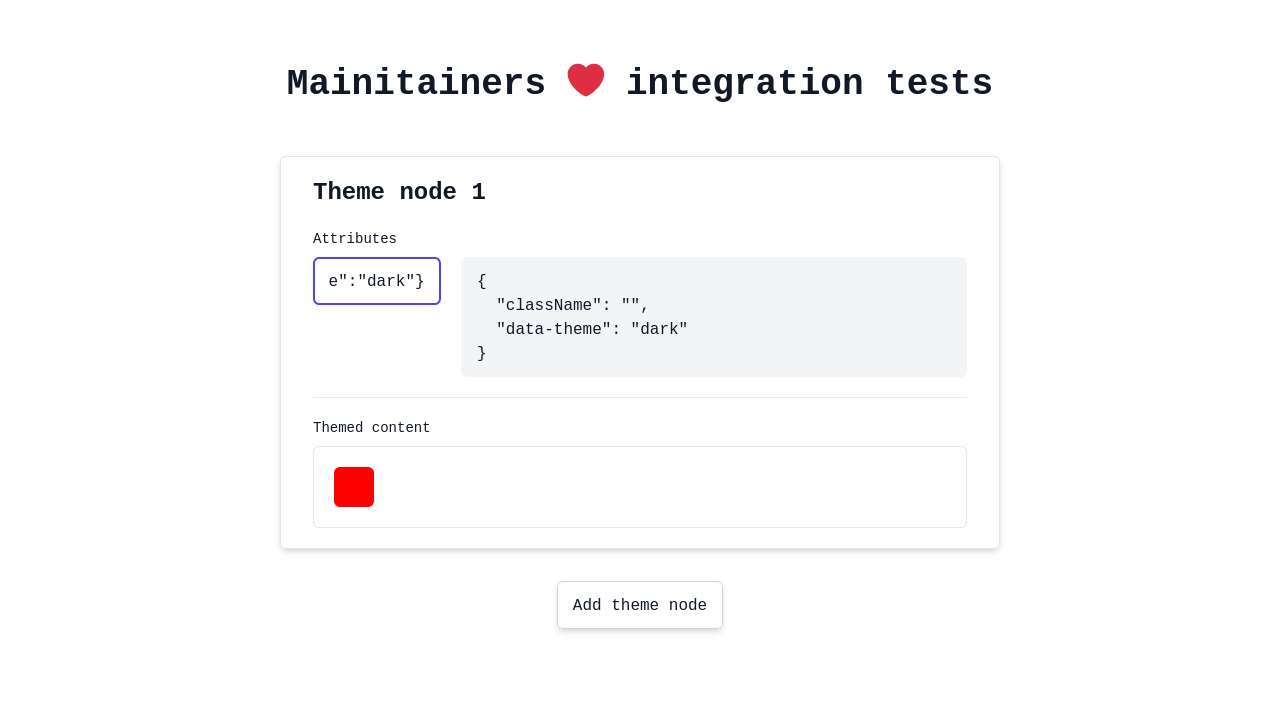 Mainitainers ❤️ integration tests
Theme node 1
Attributes
e":"dark"}
{
  "className": "",
  "data-theme": "dark"
}
Themed content
Add theme node